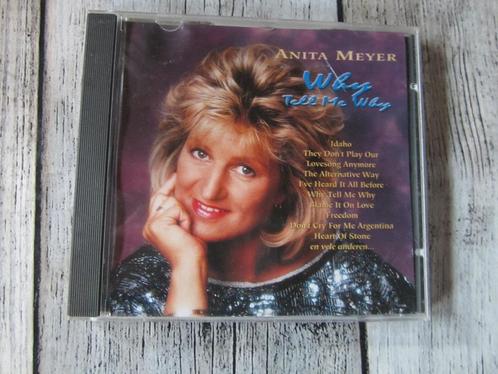 ANITA MEYER
Why
Tell Me Why
Idaho
They Don't Play Our
Lovesong Anymore
The Alternative Way
I've Heard It All Before
Why Tell Me Why
Blame It On Love
Freedom
Don't Cry For Me Argentina
Heart Of Stone
en vele anderen...